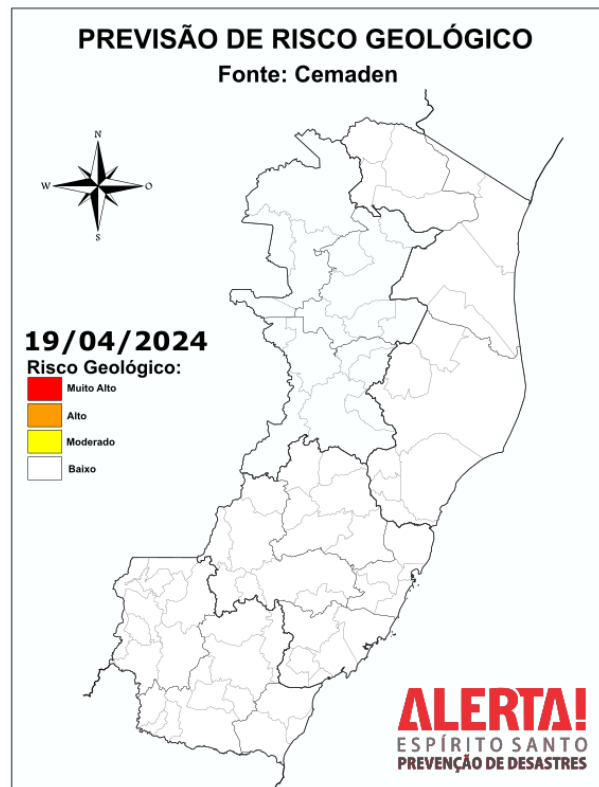 PREVISÃO DE RISCO GEOLÓGICO
Fonte: Cemaden
N
W
O
S
19/04/2024
Risco Geológico:
Muito Alto
Alto
Moderado
Baixo
ALERTA!
ESPÍRITO SANTO
PREVENÇÃO DE DESASTRES